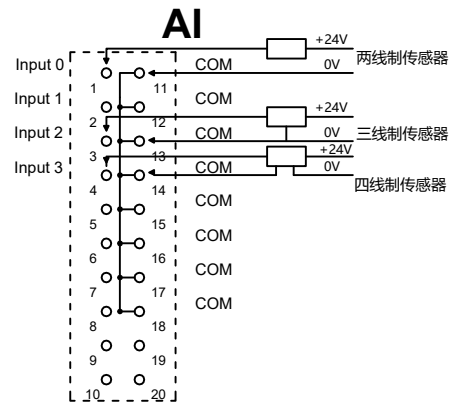 AI
+24V
Input 0 COM 0V 两线制传感器
1 11
Input 1 COM
+24V
2 12
Input 2 COM 0V 三线制传感器
+24V
3 13
Input 3 COM 0V
4 14 四线制传感器
COM
5 15
COM
6 16
COM
7 17
COM
8 18
9 19
10 20